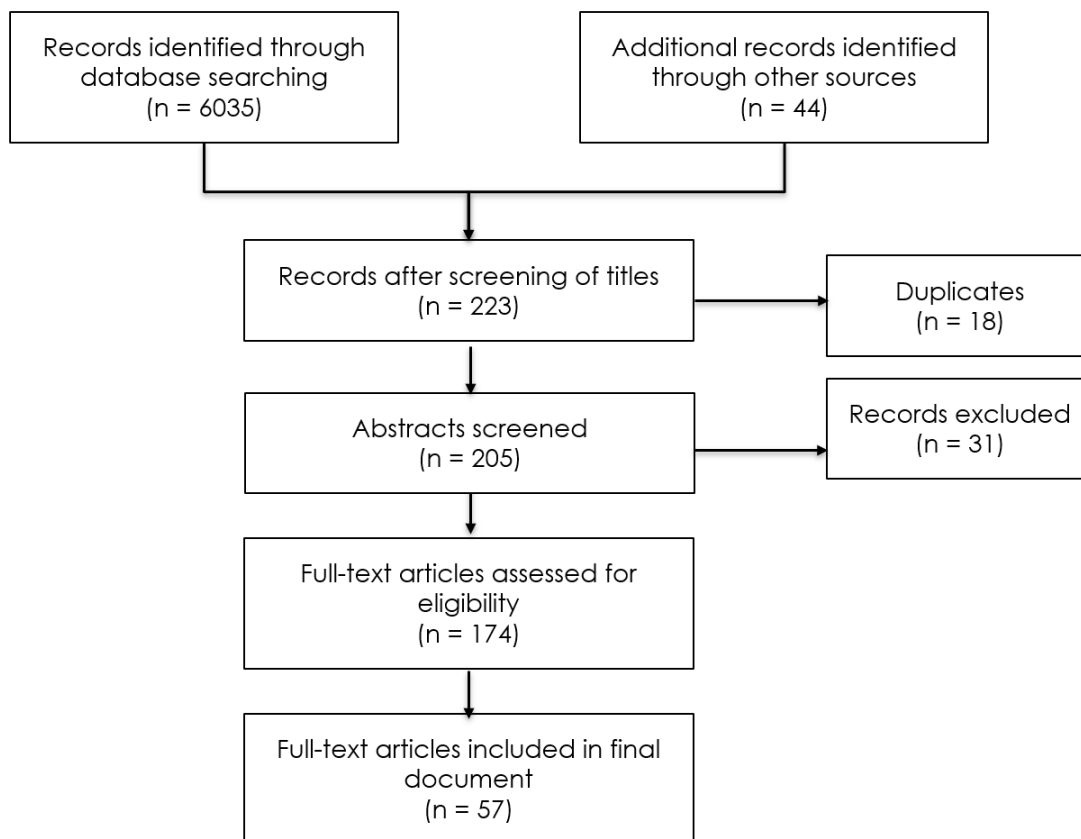 Records identified through
database searching
(n = 6035)
Additional records identified
through other sources
(n = 44)
Records after screening of titles
(n = 223)
Duplicates
(n = 18)
Abstracts screened
(n = 205)
Records excluded
(n = 31)
Full-text articles assessed for
eligibility
(n = 174)
Full-text articles included in final
document
(n = 57)